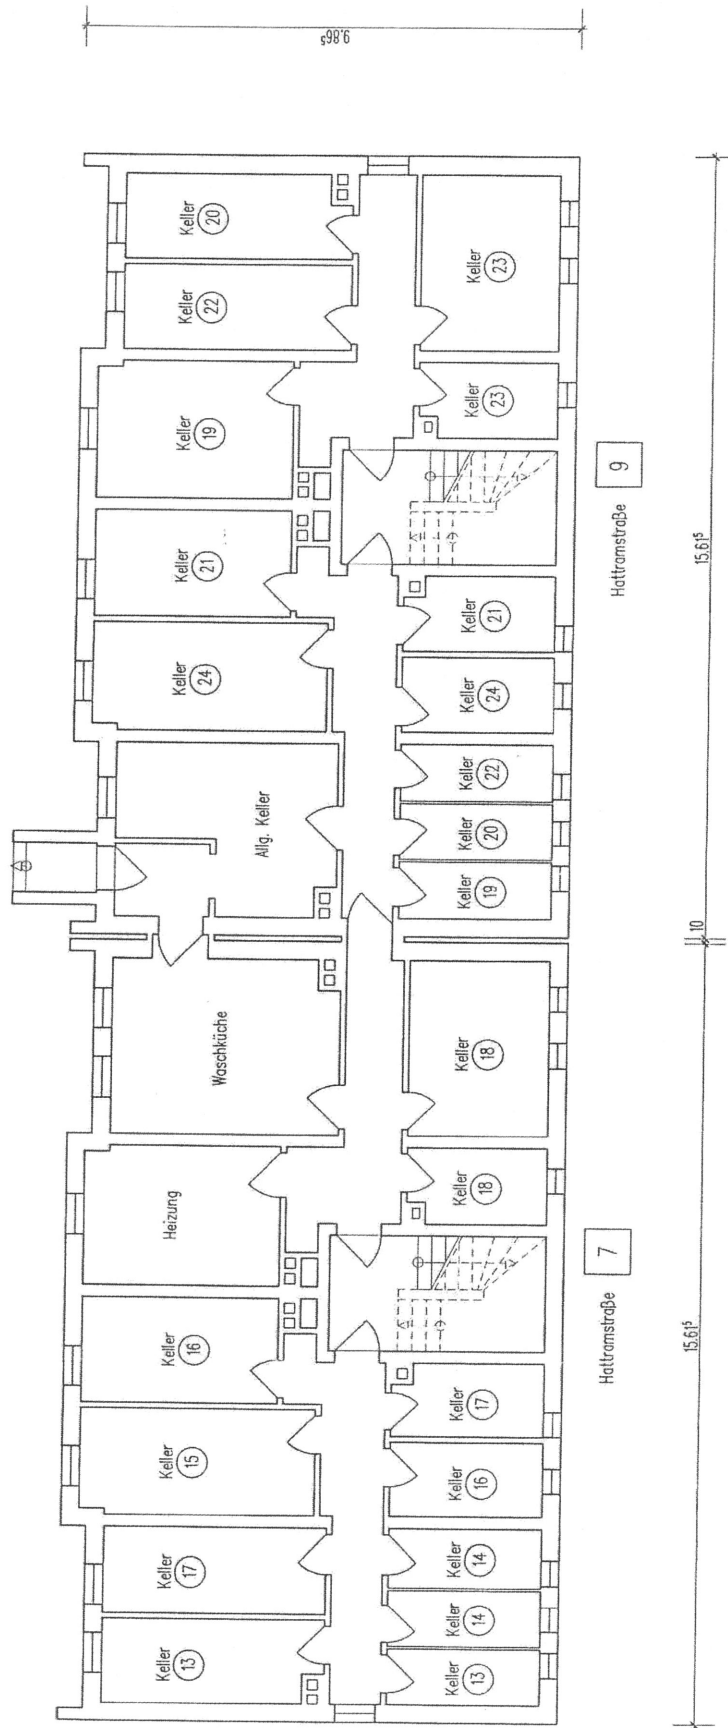 9.86⁵
Keller
20
Keller
22
Keller
23
Keller
19
Keller
23
9
Hattramstraße
Keller
21
Keller
21
Keller
24
Keller
24
15.61⁵
Allg. Keller
Keller
22
Keller
20
Keller
19
10
Waschküche
Keller
18
Heizung
Keller
18
7
Hattramstraße
Keller
16
Keller
17
15.61⁵
Keller
15
Keller
16
Keller
17
Keller
14
Keller
14
Keller
13
Keller
13